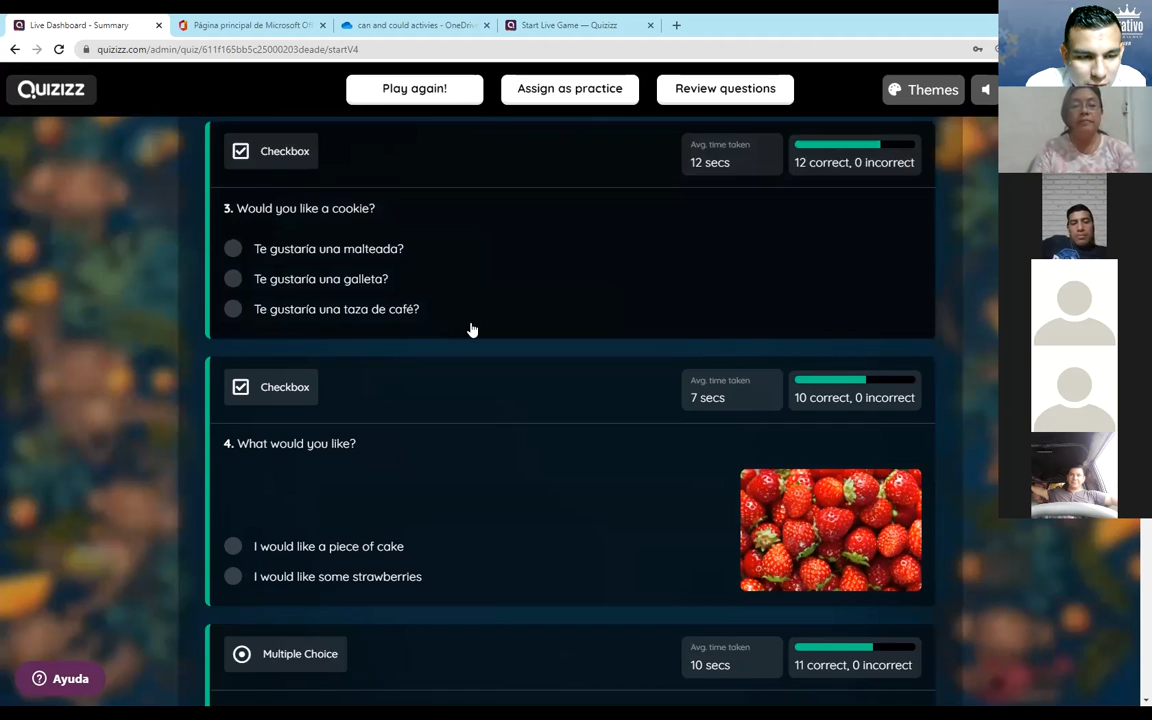 Live Dashboard - Summary
Página principal de Microsoft Of
can and could activies - OneDriv
Start Live Game — Quizizz
quizizz.com/admin/quiz/611f165bb5c25000203deade/startV4
QUIZIZZ
Play again!
Assign as practice
Review questions
Themes
Checkbox
Avg. time taken
12 secs
12 correct, 0 incorrect
3. Would you like a cookie?
Te gustaría una malteada?
Te gustaría una galleta?
Te gustaría una taza de café?
Checkbox
Avg. time taken
7 secs
10 correct, 0 incorrect
4. What would you like?
I would like a piece of cake
I would like some strawberries
Multiple Choice
Avg. time taken
10 secs
11 correct, 0 incorrect
Ayuda